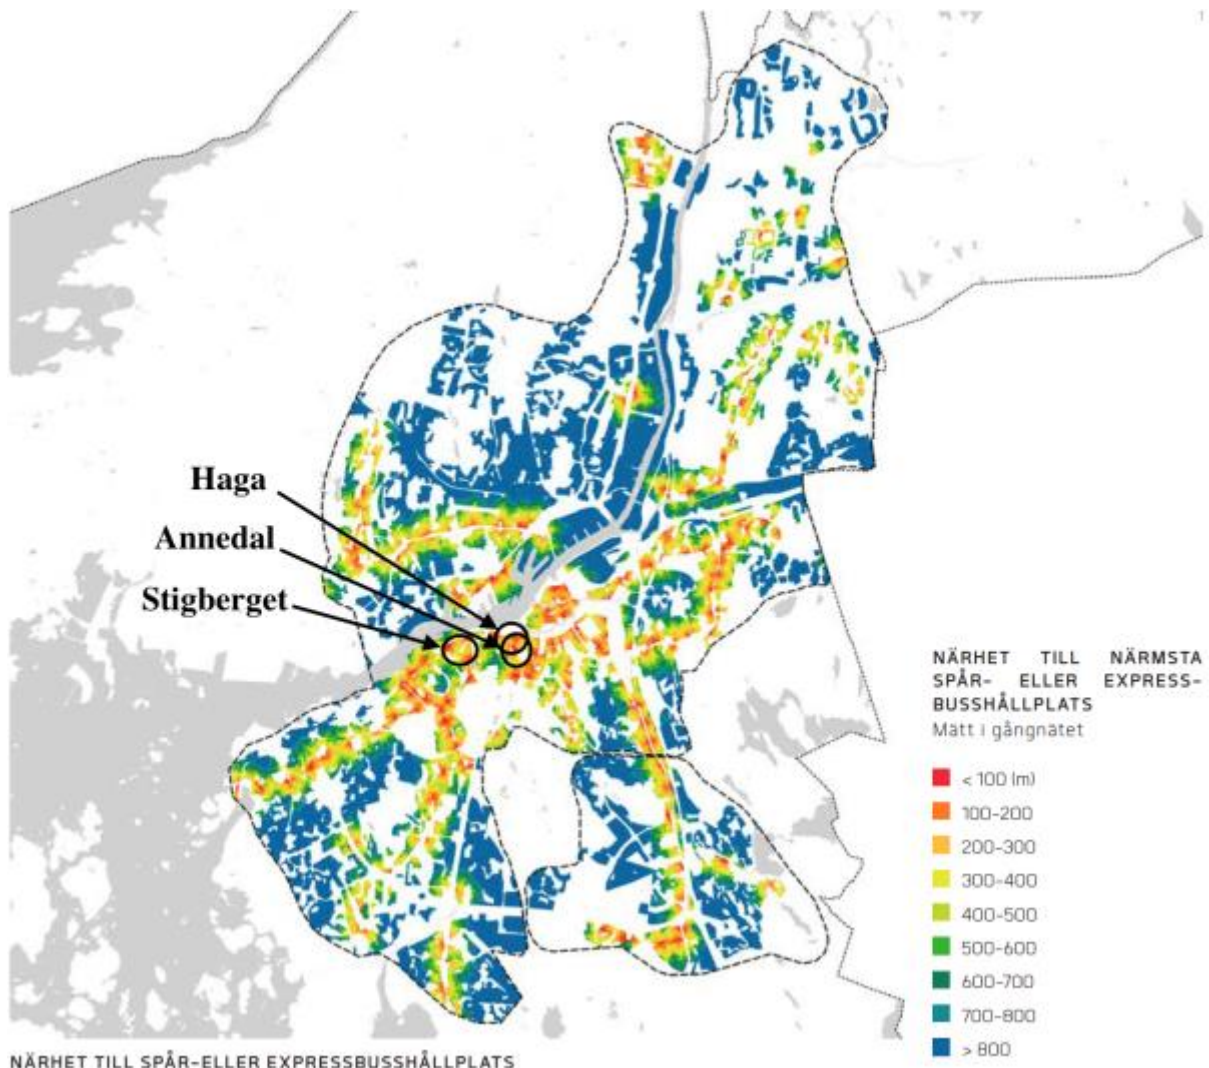 1
Haga
Annedal
Stigberget
NÄRHET TILL NÄRMSTA
SPÅR- ELLER EXPRESS-
BUSSHÅLLPLATS
Mätt i gångnätet
< 100 (m)
100-200
200-300
300-400
400-500
500-600
600-700
700-800
> 800
NÄRHET TILL SPÅR-ELLER EXPRESSBUSSHÅLLPLATS